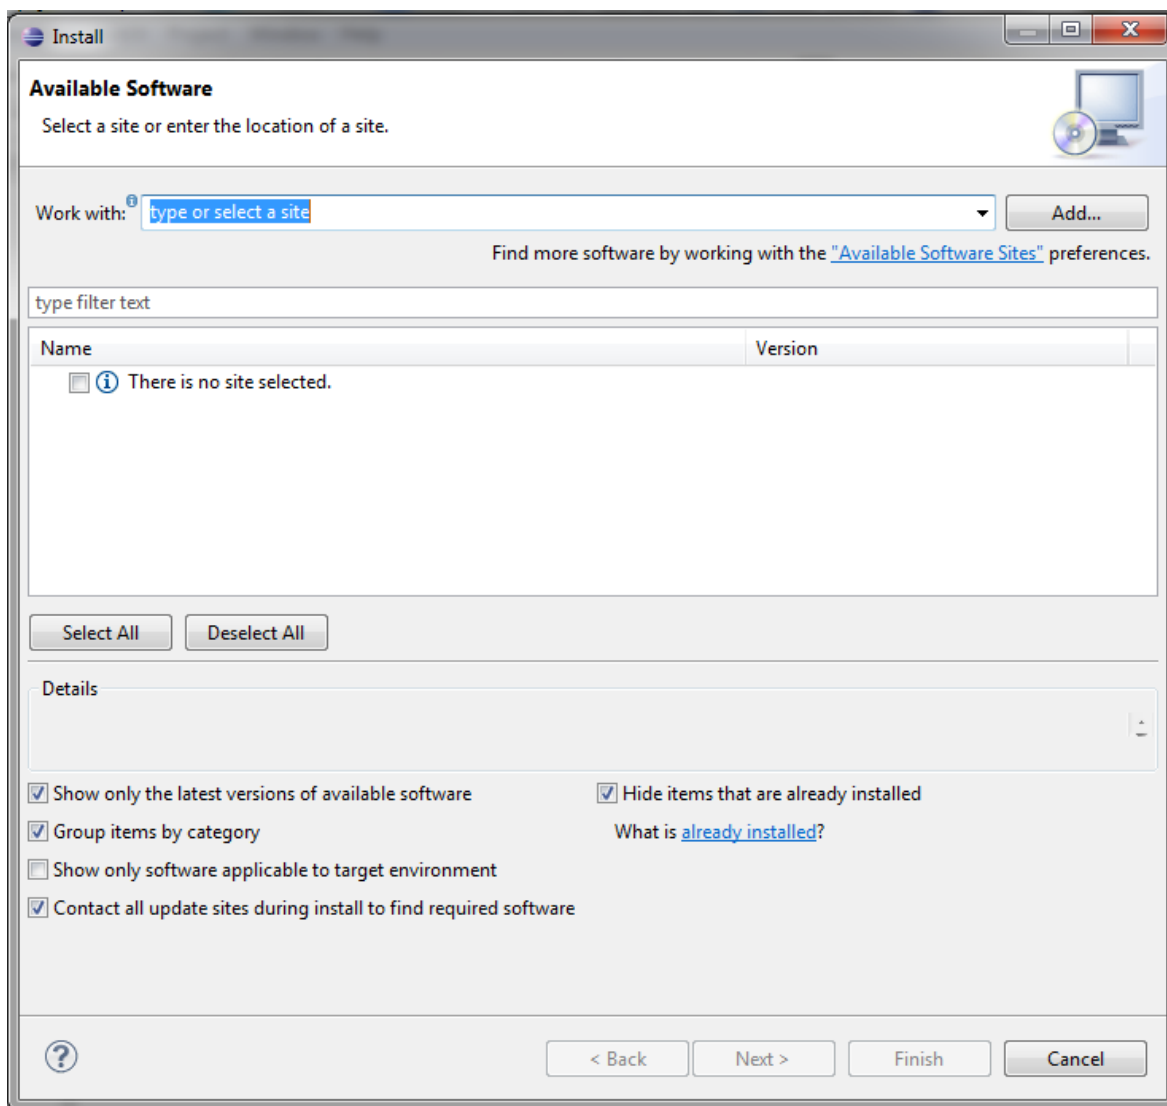 Install
Available Software
Select a site or enter the location of a site.
Work with: type or select a site Add...
Find more software by working with the "Available Software Sites" preferences.
type filter text
Name Version
There is no site selected.
Select All Deselect All
Details
Show only the latest versions of available software Hide items that are already installed
Group items by category What is already installed?
Show only software applicable to target environment
Contact all update sites during install to find required software
? < Back Next > Finish Cancel